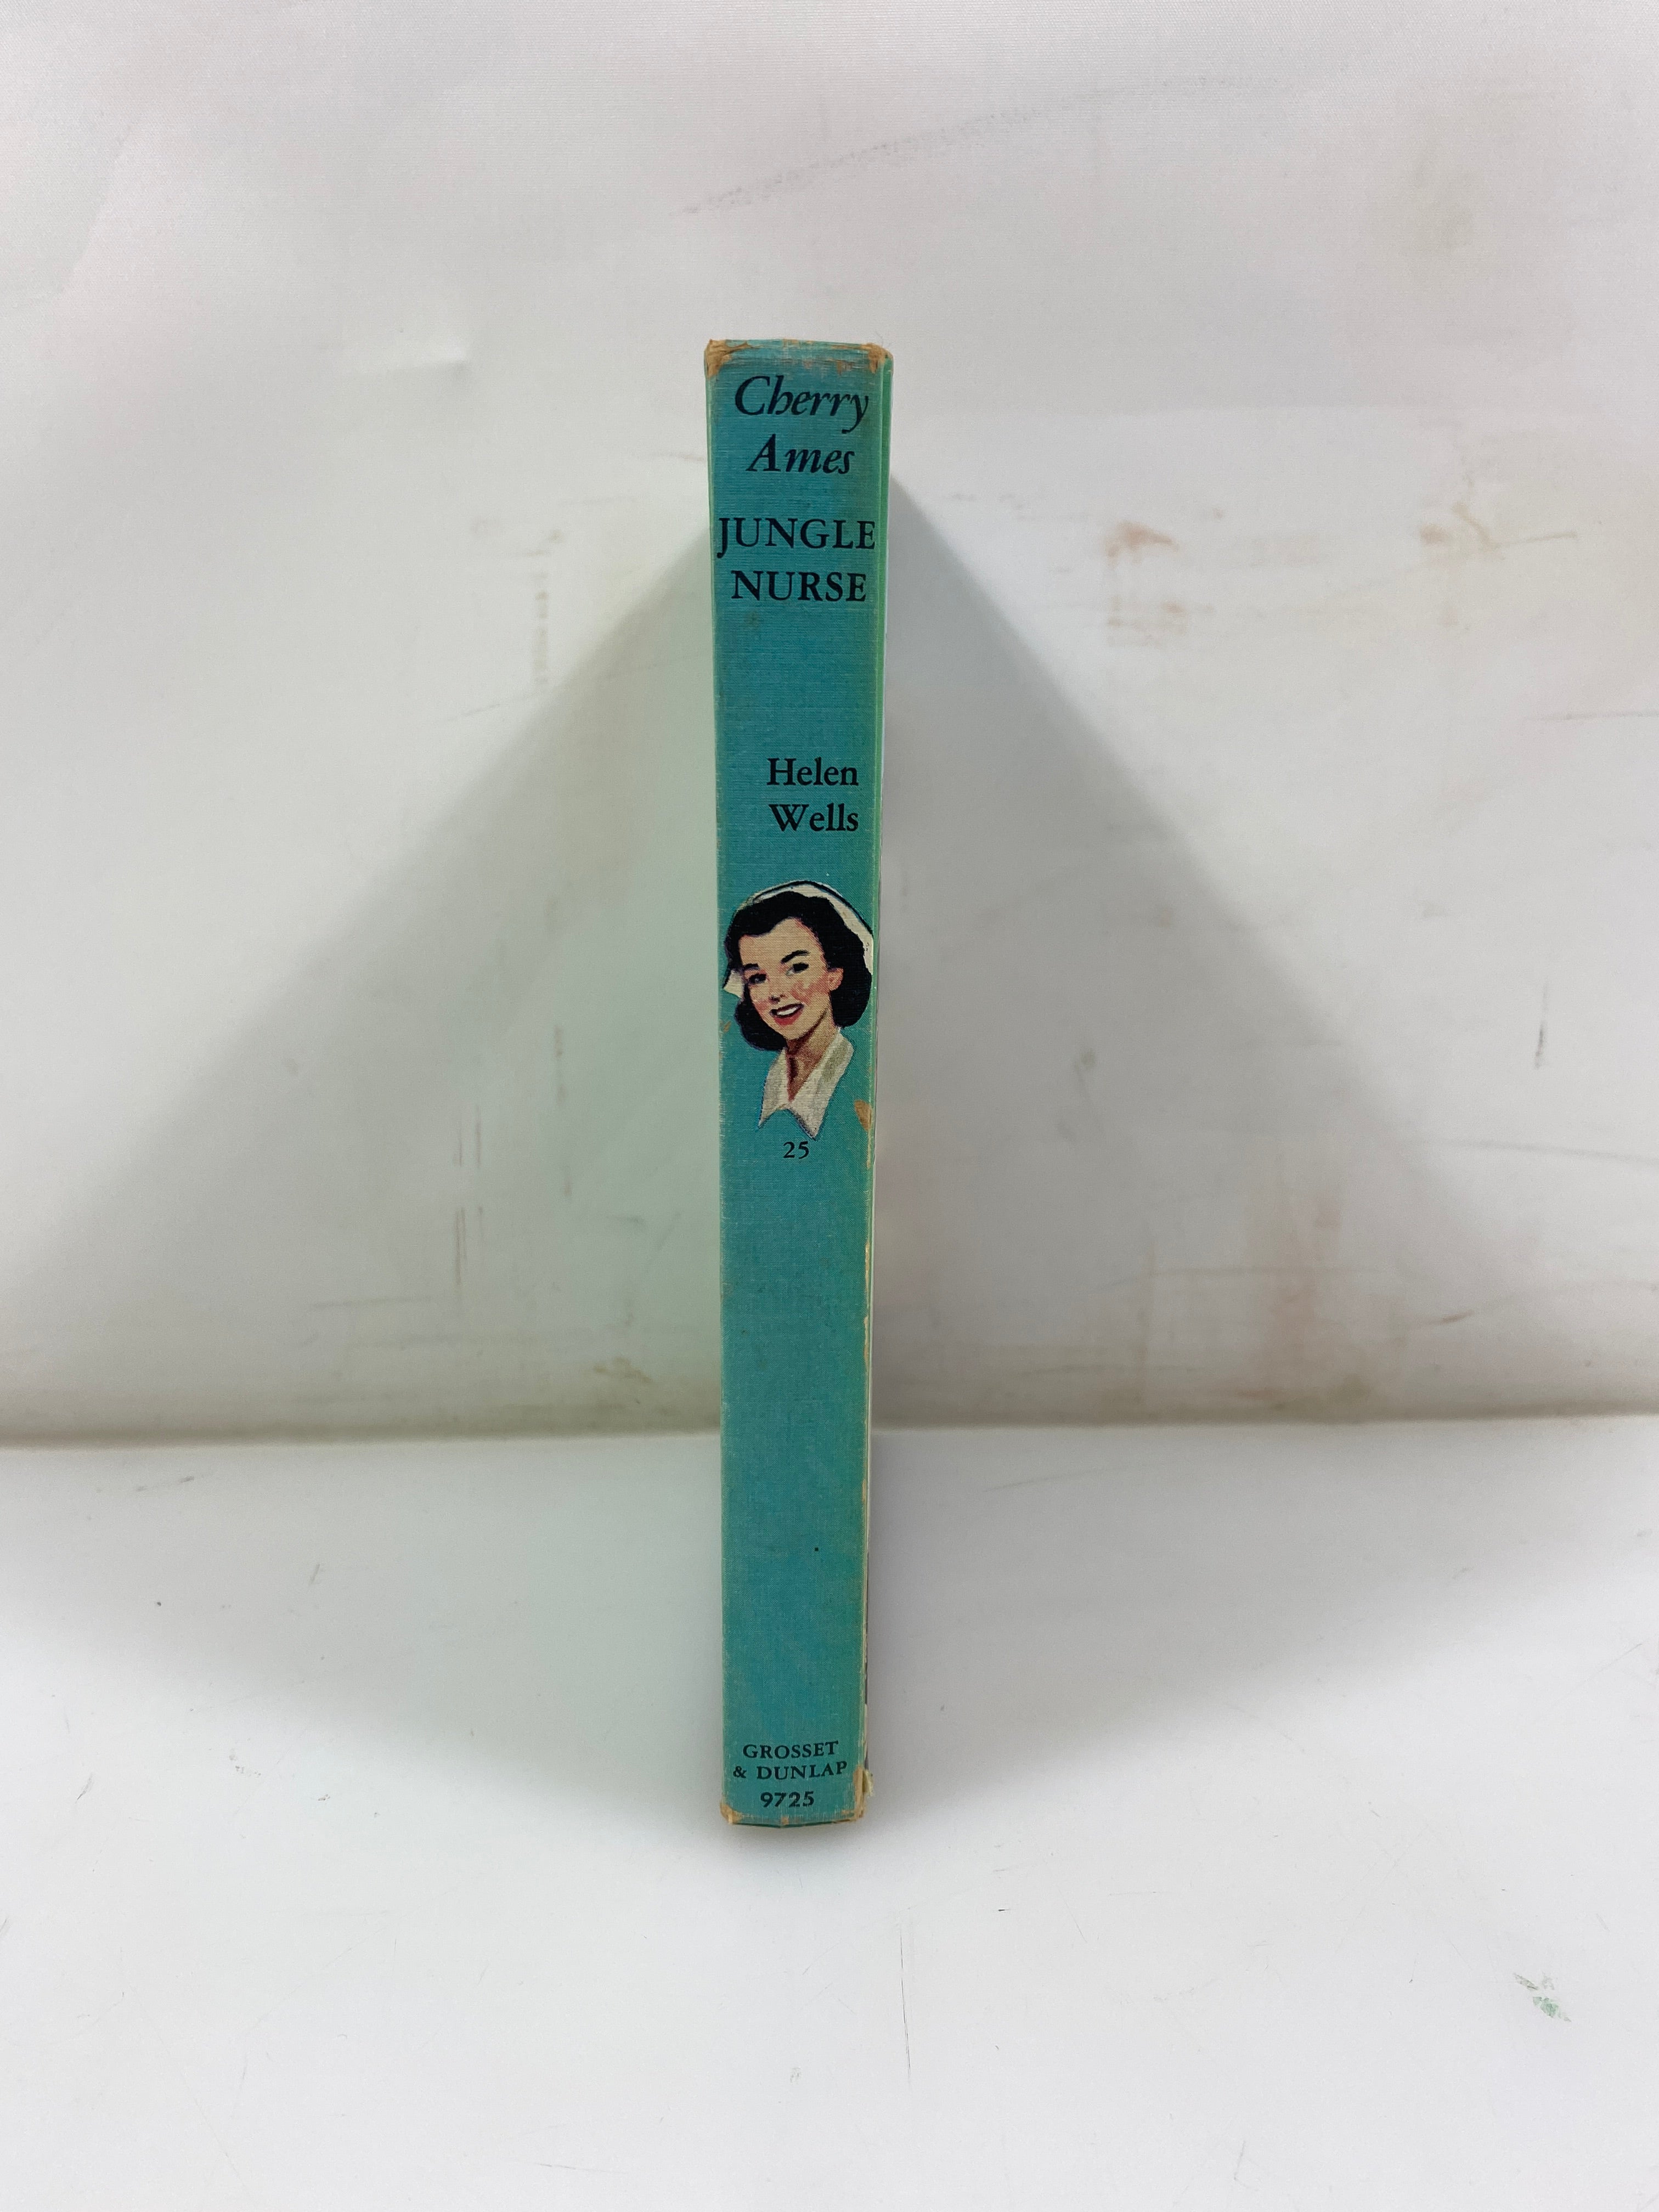 Cherry
Ames
JUNGLE
NURSE
Helen
Wells
25
GROSSET
& DUNLAP
9725